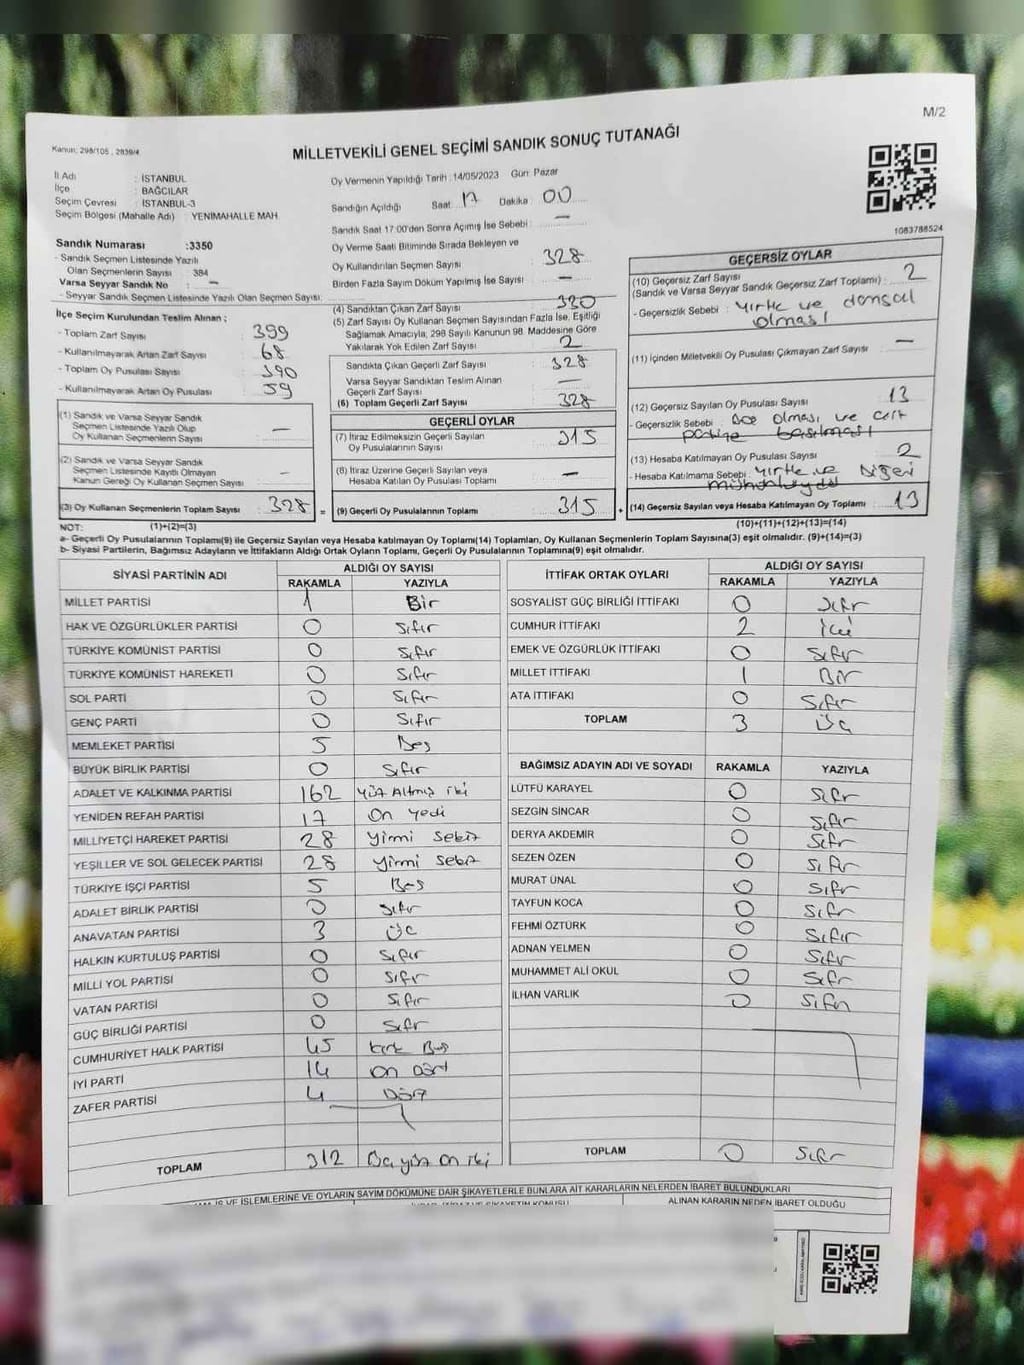 M/2
Kanun: 298/105 , 2839/4
MİLLETVEKİLİ GENEL SEÇİMİ SANDIK SONUÇ TUTANAĞI
İl Adı : İSTANBUL
İlçe : BAĞCILAR
Seçim Çevresi : İSTANBUL-3
Seçim Bölgesi (Mahalle Adı) : YENİMAHALLE MAH.
Sandık Numarası :3350
- Sandık Seçmen Listesinde Yazılı
Olan Seçmenlerin Sayısı : 384
Varsa Seyyar Sandık No : —
- Seyyar Sandık Seçmen Listesinde Yazılı Olan Seçmen Sayısı:
İlçe Seçim Kurulundan Teslim Alınan ;
- Toplam Zarf Sayısı : 399
- Kullanılmayarak Artan Zarf Sayısı : 68
- Toplam Oy Pusulası Sayısı : 390
- Kullanılmayarak Artan Oy Pusulası : 59
(1) Sandık ve Varsa Seyyar Sandık
Seçmen Listesinde Yazılı Olup
Oy Kullanan Seçmenlerin Sayısı : —
(2) Sandık ve Varsa Seyyar Sandık
Seçmen Listesinde Kayıtlı Olmayan
Kanun Gereği Oy Kullanan Seçmen Sayısı: —
(3) Oy Kullanan Seçmenlerin Toplam Sayısı : 328 =
Oy Vermenin Yapıldığı Tarih : 14/05/2023 Gün: Pazar
Sandığın Açıldığı Saat: 17 Dakika : 00
Sandık Saat 17:00'den Sonra Açılmış İse Sebebi : —
Oy Verme Saati Bitiminde Sırada Bekleyen ve
Oy Kullandırılan Seçmen Sayısı : 328
Birden Fazla Sayım Döküm Yapılmış İse Sayısı : —
(4) Sandıktan Çıkan Zarf Sayısı : 330
(5) Zarf Sayısı Oy Kullanan Seçmen Sayısından Fazla İse, Eşitliği
Sağlamak Amacıyla, 298 Sayılı Kanunun 98. Maddesine Göre
Yakılarak Yok Edilen Zarf Sayısı : 2
Sandıkta Çıkan Geçerli Zarf Sayısı : 328
Varsa Seyyar Sandıktan Teslim Alınan
Geçerli Zarf Sayısı : —
(6) Toplam Geçerli Zarf Sayısı : 328
GEÇERLİ OYLAR
(7) İtiraz Edilmeksizin Geçerli Sayılan
Oy Pusulasının Sayısı : 315
(8) İtiraz Üzerine Geçerli Sayılan veya
Hesaba Katılan Oy Pusulasının Toplamı : —
(9) Geçerli Oy Pusulalarının Toplamı : 315 +
1083788524
GEÇERSİZ OYLAR
(10) Geçersiz Zarf Sayısı
(Sandık ve Varsa Seyyar Sandık Geçersiz Zarf Toplamı) : 2
- Geçersizlik Sebebi : yırtık ve
olması
(11) İçinden Milletvekili Oy Pusulası Çıkmayan Zarf Sayısı : —
(12) Geçersiz Sayılan Oy Pusulası Sayısı : 13
- Geçersizlik Sebebi : Boş olması ve çift
partiye basılması
(13) Hesaba Katılmayan Oy Pusulası Sayısı : 2
- Hesaba Katılmama Sebebi : yırtık ve Diğeri
(14) Geçersiz Sayılan veya Hesaba Katılmayan Oy Toplamı : 13
NOT: (1)+(2)=(3) (10)+(11)+(12)+(13)=(14)
a- Geçerli Oy Pusulalarının Toplamı(9) ile Geçersiz Sayılan veya Hesaba katılmayan Oy Toplamı(14) Toplamları, Oy Kullanan Seçmenlerin Toplam Sayısına(3) eşit olmalıdır. (9)+(14)=(3)
b- Siyasi Partilerin, Bağımsız Adayların ve İttifakların Aldığı Ortak Oyların Toplamı, Geçerli Oy Pusulalarının Toplamına(9) eşit olmalıdır.
SİYASİ PARTİNİN ADI ALDIĞI OY SAYISI
RAKAMLA YAZIYLA
MİLLET PARTİSİ 1 Bir
HAK VE ÖZGÜRLÜKLER PARTİSİ 0 Sıfır
TÜRKİYE KOMÜNİST PARTİSİ 0 Sıfır
TÜRKİYE KOMÜNİST HAREKETİ 0 Sıfır
SOL PARTİ 0 Sıfır
GENÇ PARTİ 0 Sıfır
MEMLEKET PARTİSİ 5 Beş
BÜYÜK BİRLİK PARTİSİ 0 Sıfır
ADALET VE KALKINMA PARTİSİ 162 Yüz Altmış iki
YENİDEN REFAH PARTİSİ 17 On Yedi
MİLLİYETÇİ HAREKET PARTİSİ 28 Yirmi Sekiz
YEŞİLLER VE SOL GELECEK PARTİSİ 28 Yirmi Sekiz
TÜRKİYE İŞÇİ PARTİSİ 5 Beş
ADALET BİRLİK PARTİSİ 0 Sıfır
ANAVATAN PARTİSİ 3 Üç
HALKIN KURTULUŞ PARTİSİ 0 Sıfır
MİLLİ YOL PARTİSİ 0 Sıfır
VATAN PARTİSİ 0 Sıfır
GÜÇ BİRLİĞİ PARTİSİ 0 Sıfır
CUMHURİYET HALK PARTİSİ 45 Kırk Beş
İYİ PARTİ 14 On Dört
ZAFER PARTİSİ 4 Dört
TOPLAM 312 Üç yüz On iki
İTTİFAK ORTAK OYLARI ALDIĞI OY SAYISI
RAKAMLA YAZIYLA
SOSYALİST GÜÇ BİRLİĞİ İTTİFAKI 0 Sıfır
CUMHUR İTTİFAKI 2 İki
EMEK VE ÖZGÜRLÜK İTTİFAKI 0 Sıfır
MİLLET İTTİFAKI 1 Bir
ATA İTTİFAKI 0 Sıfır
TOPLAM 3 Üç
BAĞIMSIZ ADAYIN ADI VE SOYADI RAKAMLA YAZIYLA
LÜTFÜ KARAYEL 0 Sıfır
SEZGİN SİNCAR 0 Sıfır
DERYA AKDEMİR 0 Sıfır
SEZEN ÖZEN 0 Sıfır
MURAT ÜNAL 0 Sıfır
TAYFUN KOCA 0 Sıfır
FEHMİ ÖZTÜRK 0 Sıfır
ADNAN YELMEN 0 Sıfır
MUHAMMET ALİ OKUL 0 Sıfır
İLHAN VARLIK 0 Sıfır
TOPLAM 0 Sıfır
İŞ VE İŞLEMLERİNE VE OYLARIN SAYIM DÖKÜMÜNE DAİR ŞİKAYETLERLE BUNLARA AİT KARARLARIN NELERDEN İBARET BULUNDUKLARI
ALINAN KARARIN NEDEN İBARET OLDUĞU